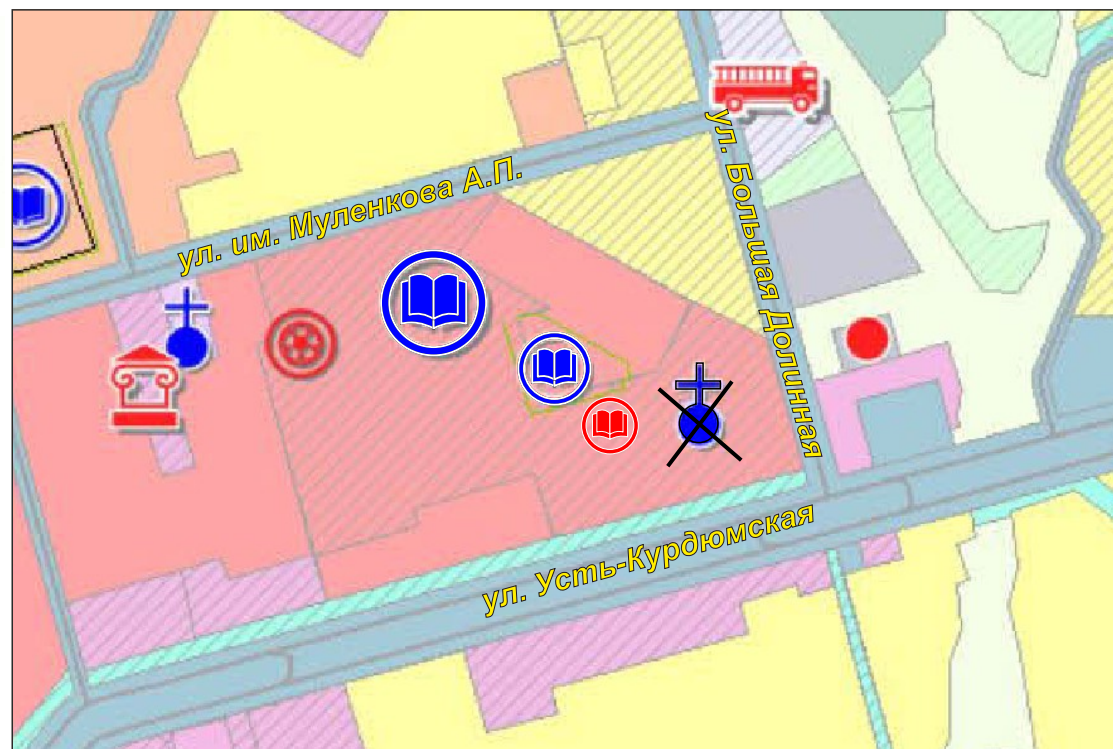 ул. им. Муленкова А.П.
ул. Большая Долинная
ул. Усть-Курдюмская